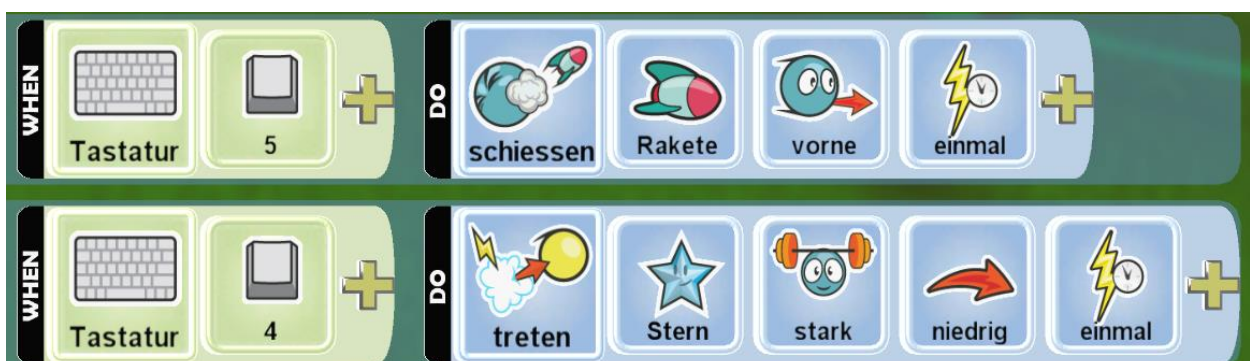 WHEN Tastatur 5 DO schiessen Rakete vorne einmal
WHEN Tastatur 4 DO treten Stern stark niedrig einmal